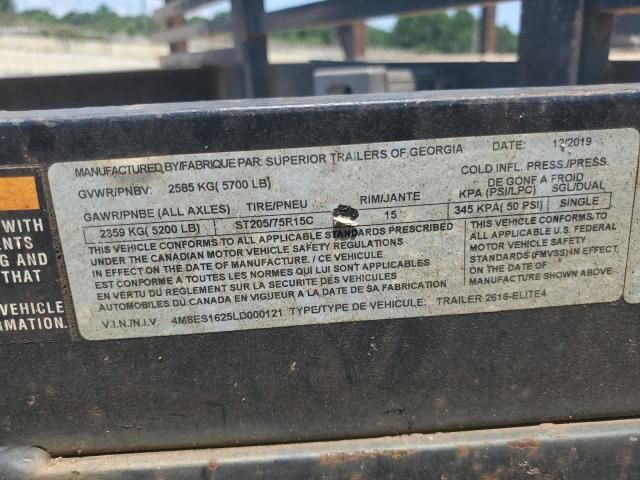 MANUFACTURED BY/FABRIQUE PAR: SUPERIOR TRAILERS OF GEORGIA DATE: 12/2019
GVWR/PNBV: 2585 KG( 5700 LB)
COLD INFL. PRESS./PRESS.
DE GONF A FROID
GAWR/PNBE (ALL AXLES) TIRE/PNEU RIM/JANTE KPA (PSI/LPC) SGL/DUAL
2359 KG( 5200 LB) ST205/75R15C 15 345 KPA( 50 PSI) SINGLE
THIS VEHICLE CONFORMS TO ALL APPLICABLE STANDARDS PRESCRIBED
UNDER THE CANADIAN MOTOR VEHICLE SAFETY REGULATIONS
IN EFFECT ON THE DATE OF MANUFACTURE. / CE VEHICULE
EST CONFORME A TOUTES LES NORMES QUI LUI SONT APPLICABLES
EN VERTU DU REGLEMENT SUR LA SECURITE DES VEHICULES
AUTOMOBILES DU CANADA EN VIGUEUR A LA DATE DE SA FABRICATION
THIS VEHICLE CONFORMS TO
ALL APPLICABLE U.S. FEDERAL
MOTOR VEHICLE SAFETY
STANDARDS (FMVSS) IN EFFECT
ON THE DATE OF
MANUFACTURE SHOWN ABOVE
V.I.N./N.I.V. 4M8ES1625LD000121 TYPE/TYPE DE VEHICULE: TRAILER 2616-ELITE4
WITH
ENTS
G AND
THAT
VEHICLE
RMATION.